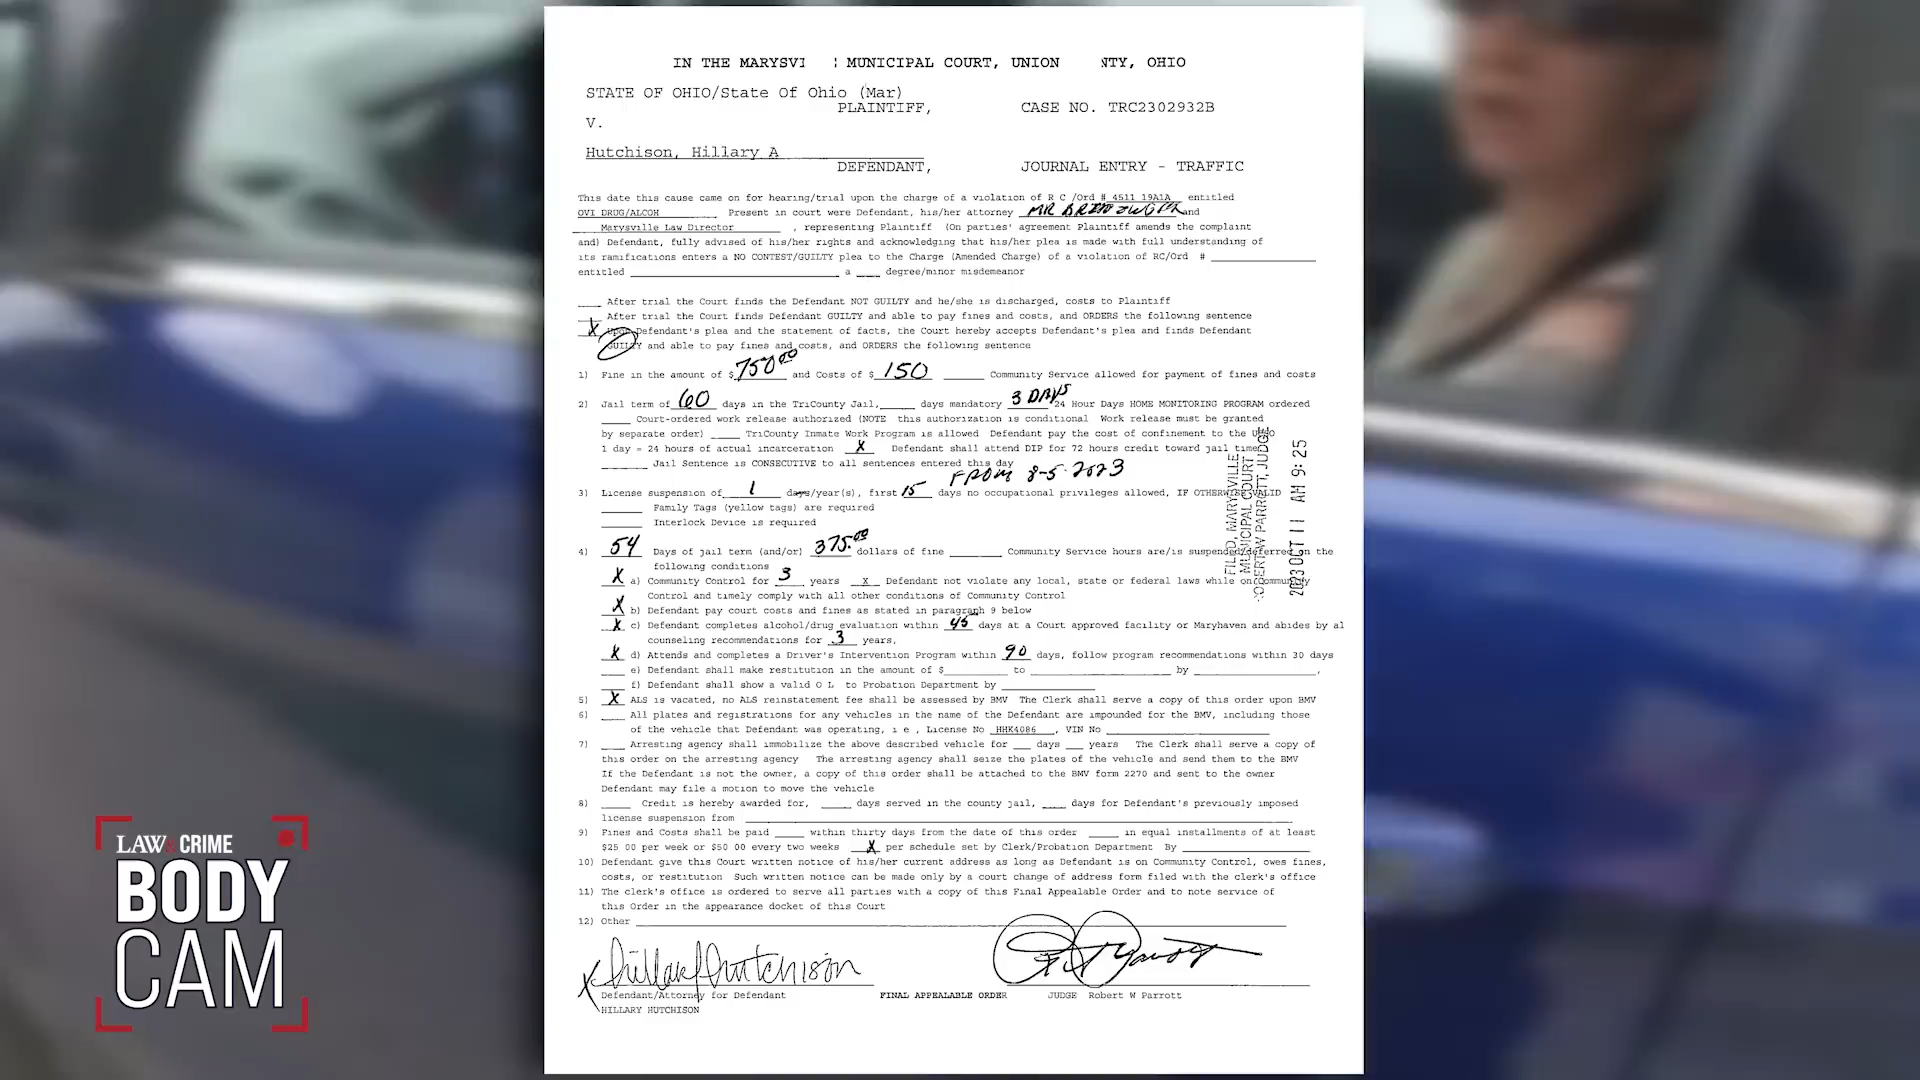 IN THE MARYSVI MUNICIPAL COURT, UNION NTY, OHIO
STATE OF OHIO/State Of Ohio (Mar)
PLAINTIFF, CASE NO. TRC2302932B
V.
Hutchison, Hillary A
DEFENDANT, JOURNAL ENTRY - TRAFFIC
This date this cause came on for hearing/trial upon the charge of a violation of R C /Ord # 4511 19A1A entitled
OVI DRUG/ALCOH Present in court were Defendant, his/her attorney MR and
Marysville Law Director , representing Plaintiff (On parties' agreement Plaintiff amends the complaint
and) Defendant, fully advised of his/her rights and acknowledging that his/her plea is made with full understanding of
its ramifications enters a NO CONTEST/GUILTY plea to the Charge (Amended Charge) of a violation of RC/Ord #
entitled a degree/minor misdemeanor
After trial the Court finds the Defendant NOT GUILTY and he/she is discharged, costs to Plaintiff
After trial the Court finds Defendant GUILTY and able to pay fines and costs, and ORDERS the following sentence
X Upon Defendant's plea and the statement of facts, the Court hereby accepts Defendant's plea and finds Defendant
GUILTY and able to pay fines and costs, and ORDERS the following sentence
1) Fine in the amount of $ 750.00 and Costs of $ 150 Community Service allowed for payment of fines and costs
2) Jail term of 60 days in the TriCounty Jail, days mandatory 3 DAYS 24 Hour Days HOME MONITORING PROGRAM ordered
Court-ordered work release authorized (NOTE this authorization is conditional Work release must be granted
by separate order) TriCounty Inmate Work Program is allowed Defendant pay the cost of confinement to the
1 day = 24 hours of actual incarceration X Defendant shall attend DIP for 72 hours credit toward jail time
Jail Sentence is CONSECUTIVE to all sentences entered this day
FROM 8-5-2023
3) License suspension of 1 days/year(s), first 15 days no occupational privileges allowed, IF OTHERWISE VALID
Family Tags (yellow tags) are required
Interlock Device is required
4) 54 Days of jail term (and/or) 375.00 dollars of fine Community Service hours are/is suspended/deferred on the
following conditions
X a) Community Control for 3 years X Defendant not violate any local, state or federal laws while on Community
Control and timely comply with all other conditions of Community Control
X b) Defendant pay court costs and fines as stated in paragraph 9 below
X c) Defendant completes alcohol/drug evaluation within 45 days at a Court approved facility or Maryhaven and abides by al
counseling recommendations for 3 years,
X d) Attends and completes a Driver's Intervention Program within 90 days, follow program recommendations within 30 days
e) Defendant shall make restitution in the amount of $ to by ,
f) Defendant shall show a valid O L to Probation Department by
5) X ALS is vacated, no ALS reinstatement fee shall be assessed by BMV The Clerk shall serve a copy of this order upon BMV
6) All plates and registrations for any vehicles in the name of the Defendant are impounded for the BMV, including those
of the vehicle that Defendant was operating, i e , License No HHK4086 , VIN No
7) Arresting agency shall immobilize the above described vehicle for days years The Clerk shall serve a copy of
this order on the arresting agency The arresting agency shall seize the plates of the vehicle and send them to the BMV
If the Defendant is not the owner, a copy of this order shall be attached to the BMV form 2270 and sent to the owner
Defendant may file a motion to move the vehicle
8) Credit is hereby awarded for, days served in the county jail, days for Defendant's previously imposed
license suspension from
9) Fines and Costs shall be paid within thirty days from the date of this order in equal installments of at least
$25 00 per week or $50 00 every two weeks X per schedule set by Clerk/Probation Department By
10) Defendant give this Court written notice of his/her current address as long as Defendant is on Community Control, owes fines,
costs, or restitution Such written notice can be made only by a court change of address form filed with the clerk's office
11) The clerk's office is ordered to serve all parties with a copy of this Final Appealable Order and to note service of
this Order in the appearance docket of this Court
12) Other
X Hillary Hutchison
Defendant/Attorney for Defendant FINAL APPEALABLE ORDER JUDGE Robert W Parrott
HILLARY HUTCHISON
FILED, MARYSVILLE
MUNICIPAL COURT
ROBERT W PARROTT, JUDGE
2023 OCT 11 AM 9:25
LAW&CRIME
BODY
CAM